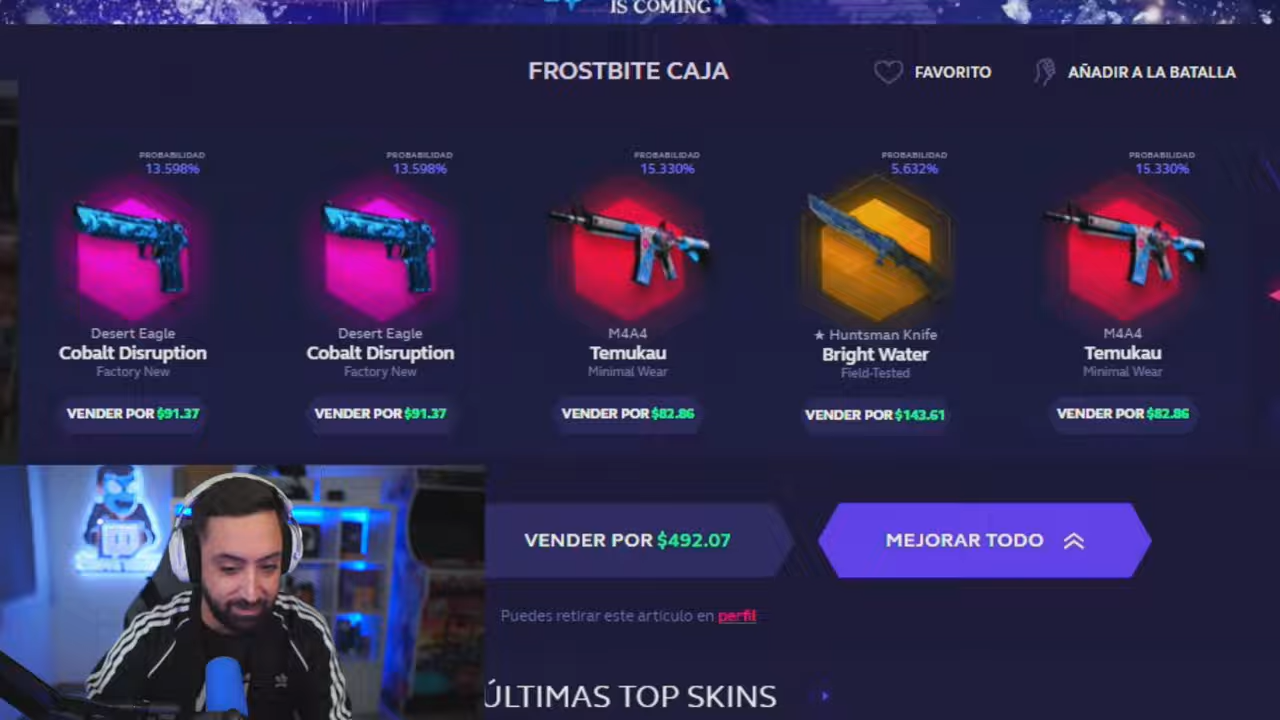 IS COMING
FROSTBITE CAJA
FAVORITO
AÑADIR A LA BATALLA
PROBABILIDAD
13.598%
Desert Eagle
Cobalt Disruption
Factory New
VENDER POR $91.37
PROBABILIDAD
13.598%
Desert Eagle
Cobalt Disruption
Factory New
VENDER POR $91.37
PROBABILIDAD
15.330%
M4A4
Temukau
Minimal Wear
VENDER POR $82.86
PROBABILIDAD
5.632%
★ Huntsman Knife
Bright Water
Field-Tested
VENDER POR $143.61
PROBABILIDAD
15.330%
M4A4
Temukau
Minimal Wear
VENDER POR $82.86
VENDER POR $492.07
MEJORAR TODO
Puedes retirar este artículo en perfil
ÚLTIMAS TOP SKINS